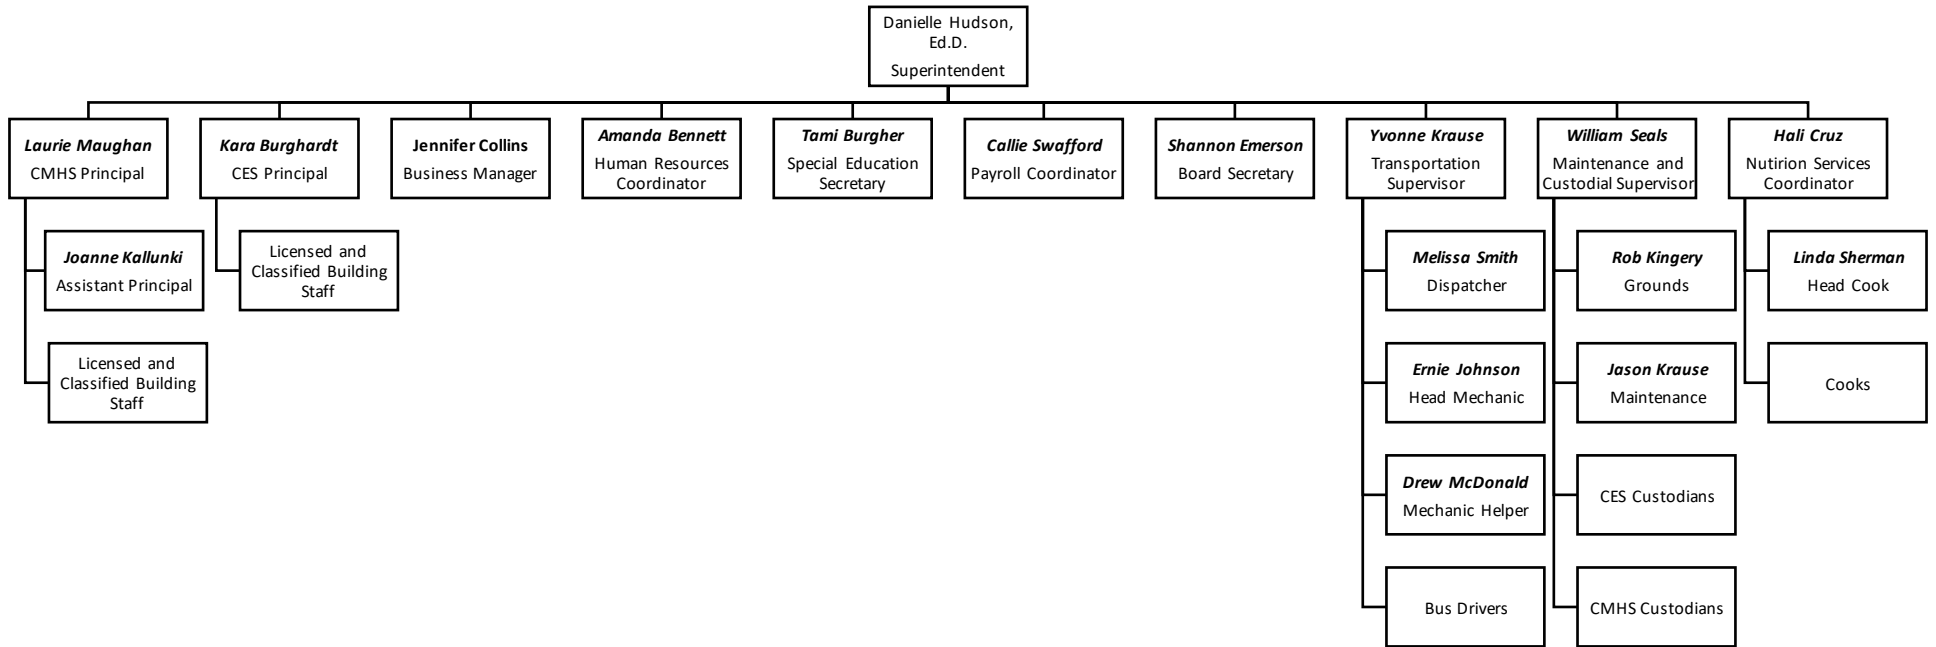 Danielle Hudson,
Ed.D.
Superintendent
Laurie Maughan
CMHS Principal
Kara Burghardt
CES Principal
Jennifer Collins
Business Manager
Amanda Bennett
Human Resources
Coordinator
Tami Burgher
Special Education
Secretary
Callie Swafford
Payroll Coordinator
Shannon Emerson
Board Secretary
Yvonne Krause
Transportation
Supervisor
William Seals
Maintenance and
Custodial Supervisor
Hali Cruz
Nutirion Services
Coordinator
Joanne Kallunki
Assistant Principal
Licensed and
Classified Building
Staff
Licensed and
Classified Building
Staff
Melissa Smith
Dispatcher
Ernie Johnson
Head Mechanic
Drew McDonald
Mechanic Helper
Bus Drivers
Rob Kingery
Grounds
Jason Krause
Maintenance
CES Custodians
CMHS Custodians
Linda Sherman
Head Cook
Cooks